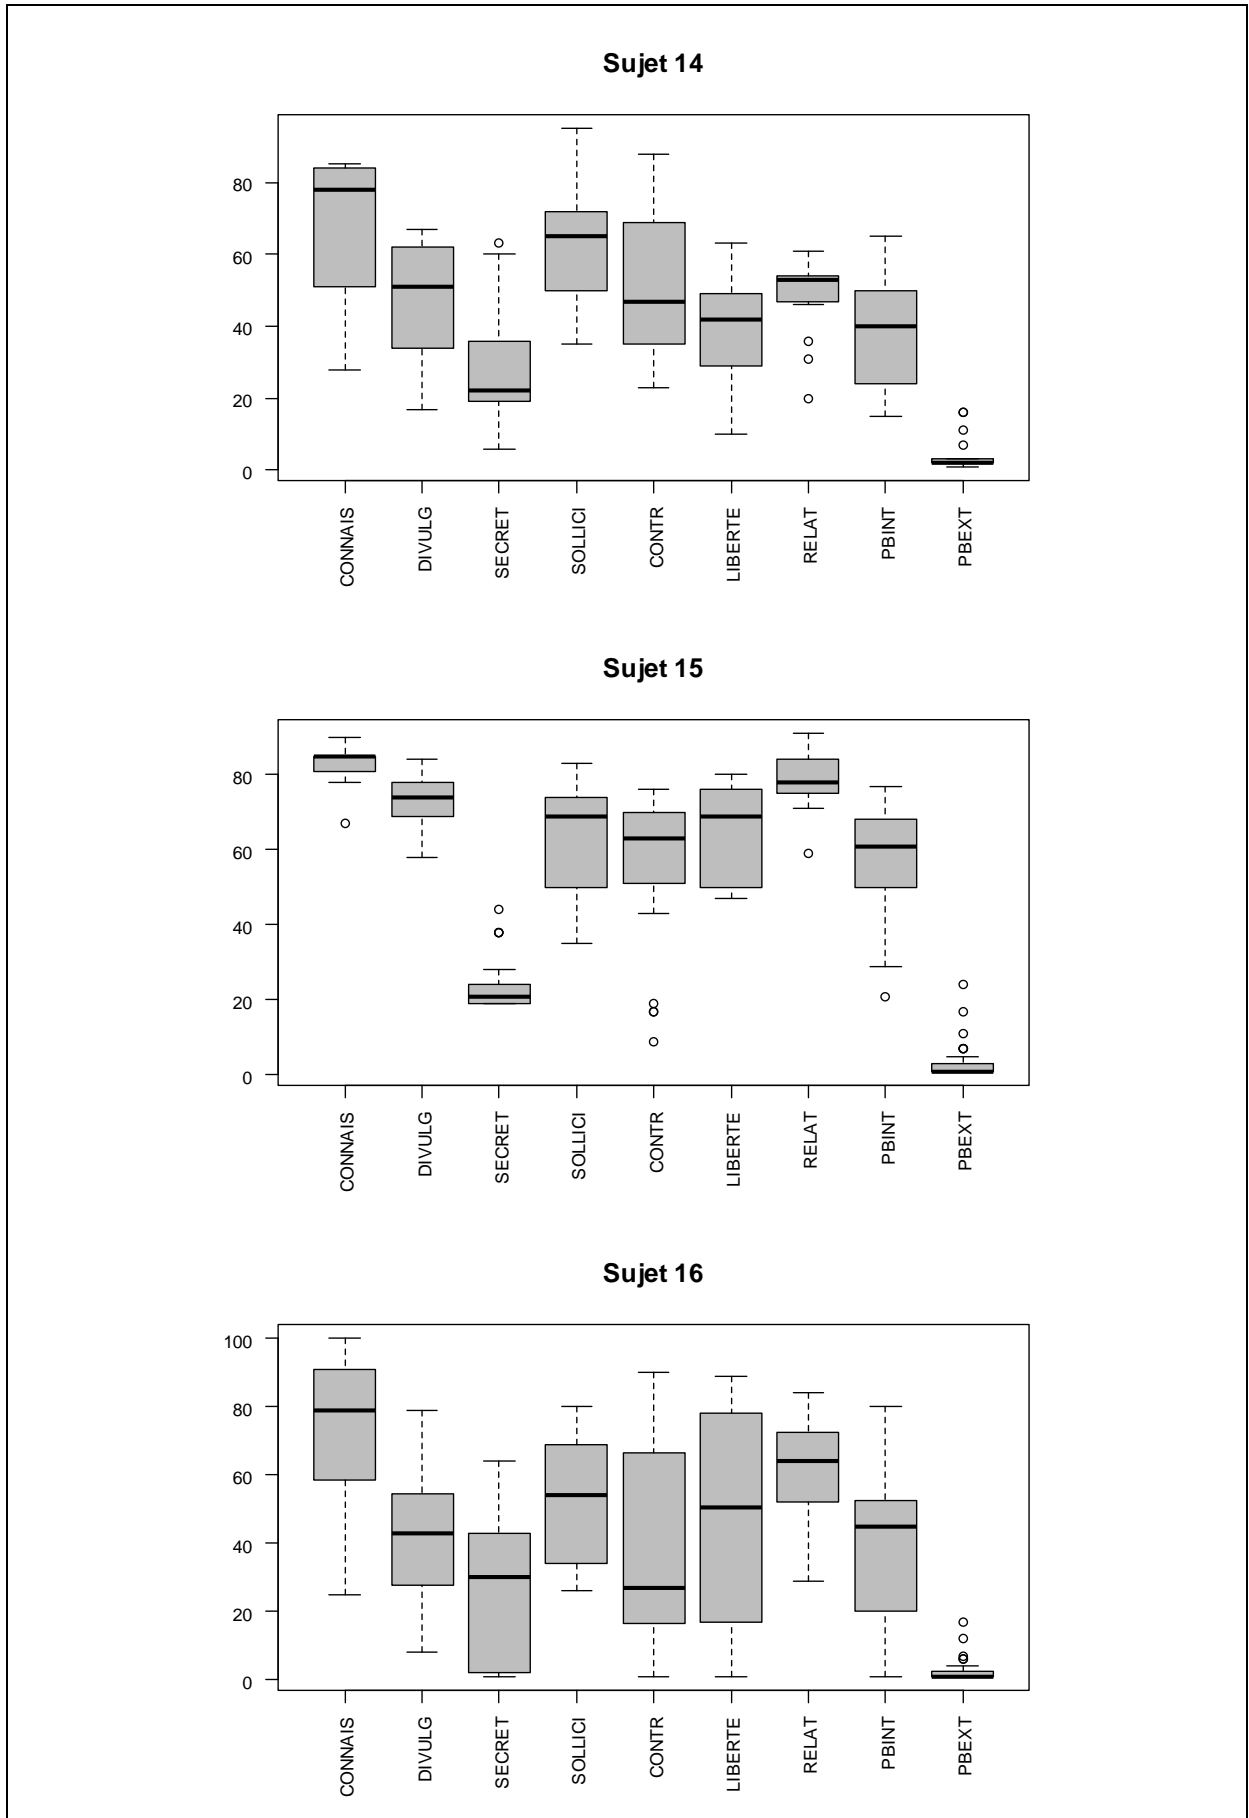 Sujet 14
80
60
40
20
0
CONNAIS
DIVULG
SECRET
SOLLICI
CONTR
LIBERTE
RELAT
PBINT
PBEXT
Sujet 15
80
60
40
20
0
CONNAIS
DIVULG
SECRET
SOLLICI
CONTR
LIBERTE
RELAT
PBINT
PBEXT
Sujet 16
100
80
60
40
20
0
CONNAIS
DIVULG
SECRET
SOLLICI
CONTR
LIBERTE
RELAT
PBINT
PBEXT